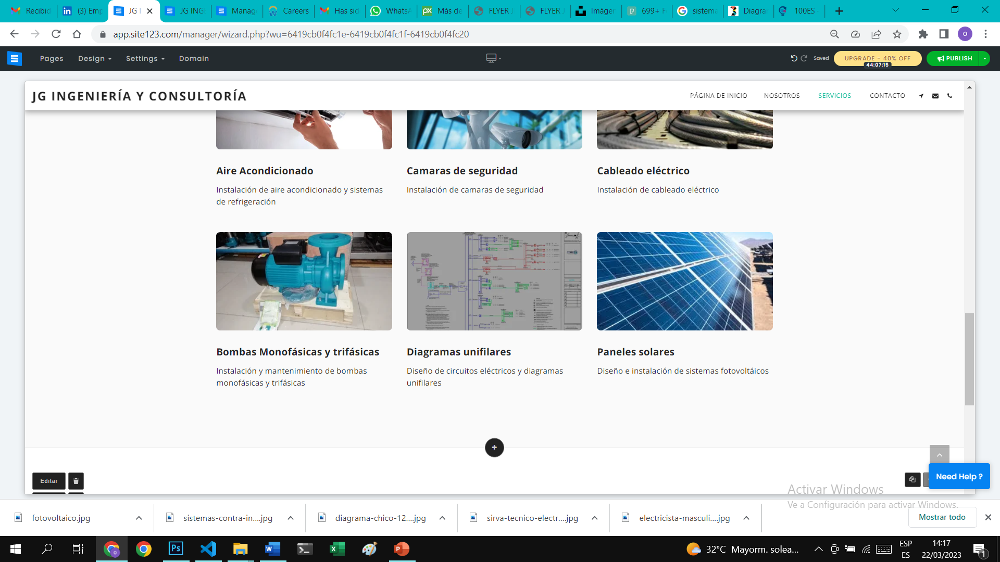 Recibid
(3) Emp
JG I
JG INGI
Manag
Careers
Has sid
WhatsA
Más de
FLYER J
FLYER J
Imáger
699+ F
sistema
Diagrar
100ES -
app.site123.com/manager/wizard.php?wu=6419cb0f4fc1e-6419cb0f4fc1f-6419cb0f4fc20
O
Pages
Design
Settings
Domain
Saved
UPGRADE - 40% OFF
44:07:15
PUBLISH
JG INGENIERÍA Y CONSULTORÍA
PÁGINA DE INICIO
NOSOTROS
SERVICIOS
CONTACTO
Aire Acondicionado
Instalación de aire acondicionado y sistemas
de refrigeración
Camaras de seguridad
Instalación de camaras de seguridad
Cableado eléctrico
Instalación de cableado eléctrico
Bombas Monofásicas y trifásicas
Instalación y mantenimiento de bombas
monofásicas y trifásicas
Diagramas unifilares
Diseño de circuitos eléctricos y diagramas
unifilares
Paneles solares
Diseño e instalación de sistemas fotovoltáicos
Editar
Need Help ?
Activar Windows
Ve a Configuración para activar Windows.
fotovoltaico.jpg
sistemas-contra-in....jpg
diagrama-chico-12....jpg
sirva-tecnico-electr....jpg
electricista-masculi....jpg
Mostrar todo
32°C Mayorm. solea...
ESP
ES
14:17
22/03/2023
1